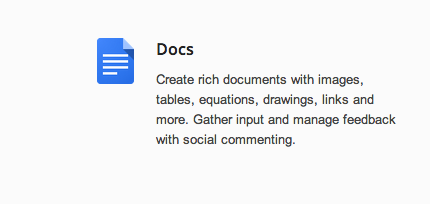 Docs
Create rich documents with images,
tables, equations, drawings, links and
more. Gather input and manage feedback
with social commenting.